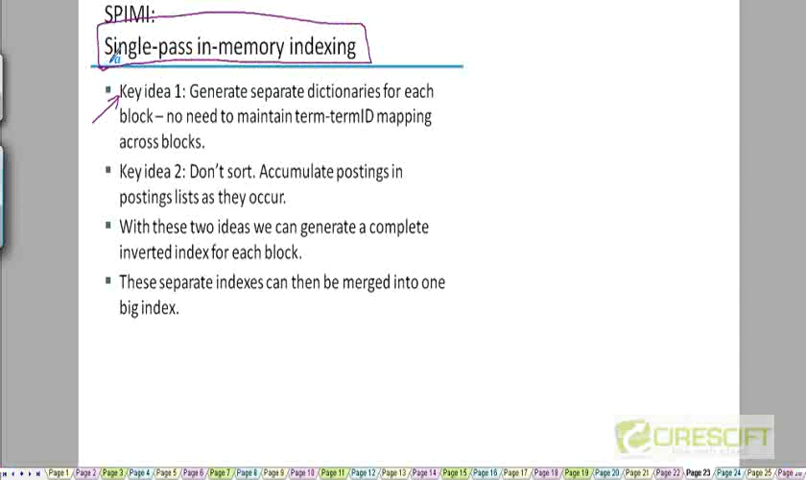 SPIMI:
Single-pass in-memory indexing
Key idea 1: Generate separate dictionaries for each
block – no need to maintain term-termID mapping
across blocks.
Key idea 2: Don't sort. Accumulate postings in
postings lists as they occur.
With these two ideas we can generate a complete
inverted index for each block.
These separate indexes can then be merged into one
big index.
CIRESCIFT
Page 1 Page 2 Page 3 Page 4 Page 5 Page 6 Page 7 Page 8 Page 9 Page 10 Page 11 Page 12 Page 13 Page 14 Page 15 Page 16 Page 17 Page 18 Page 19 Page 20 Page 21 Page 22 Page 23 Page 24 Page 25 Page